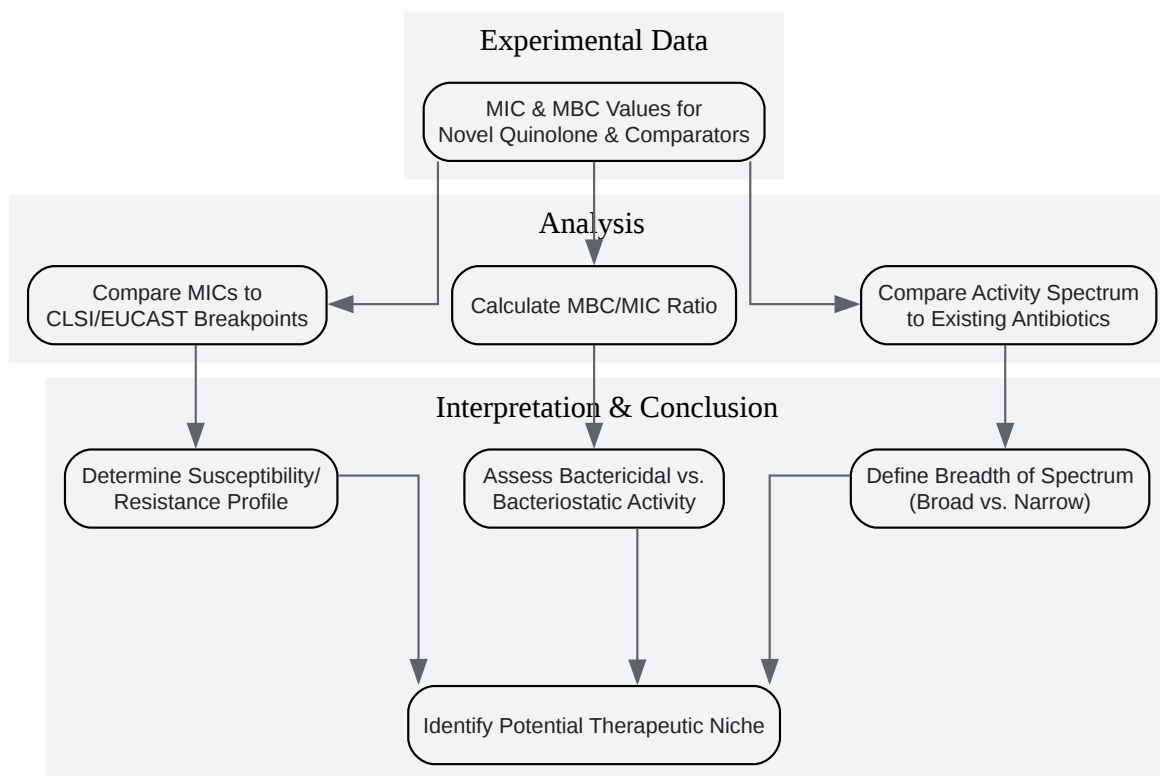 Experimental Data
MIC & MBC Values for
Novel Quinolone & Comparators
Analysis
Compare MICs to
CLSI/EUCAST Breakpoints
Calculate MBC/MIC Ratio
Compare Activity Spectrum
to Existing Antibiotics
Interpretation & Conclusion
Determine Susceptibility/
Resistance Profile
Assess Bactericidal vs.
Bacteriostatic Activity
Define Breadth of Spectrum
(Broad vs. Narrow)
Identify Potential Therapeutic Niche